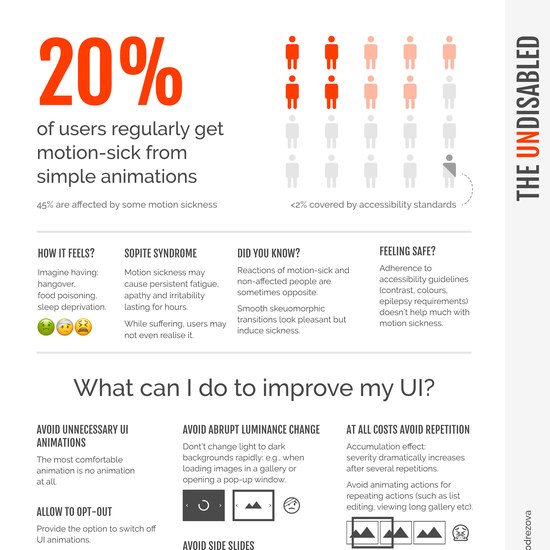 20%
of users regularly get
motion-sick from
simple animations
45% are affected by some motion sickness
<2% covered by accessibility standards
THE UNDISABLED
HOW IT FEELS?
Imagine having:
hangover,
food poisoning,
sleep deprivation.
SOPITE SYNDROME
Motion sickness may
cause persistent fatigue,
apathy and irritability
lasting for hours.
While suffering, users may
not even realise it.
DID YOU KNOW?
Reactions of motion-sick and
non-affected people are
sometimes opposite.
Smooth skeuomorphic
transitions look pleasant but
induce sickness.
FEELING SAFE?
Adherence to
accessibility guidelines
(contrast, colours,
epilepsy requirements)
doesn't help much with
motion sickness.
What can I do to improve my UI?
AVOID UNNECESSARY UI
ANIMATIONS
The most comfortable
animation is no animation
at all.
ALLOW TO OPT-OUT
Provide the option to switch off
UI animations.
AVOID ABRUPT LUMINANCE CHANGE
Don't change light to dark
backgrounds rapidly: e.g., when
loading images in a gallery or
opening a pop-up window.
AVOID SIDE SLIDES
AT ALL COSTS AVOID REPETITION
Accumulation effect:
severity dramatically increases
after several repetitions.
Avoid animating actions for
repeating actions (such as list
editing, viewing long gallery etc).
odrezova